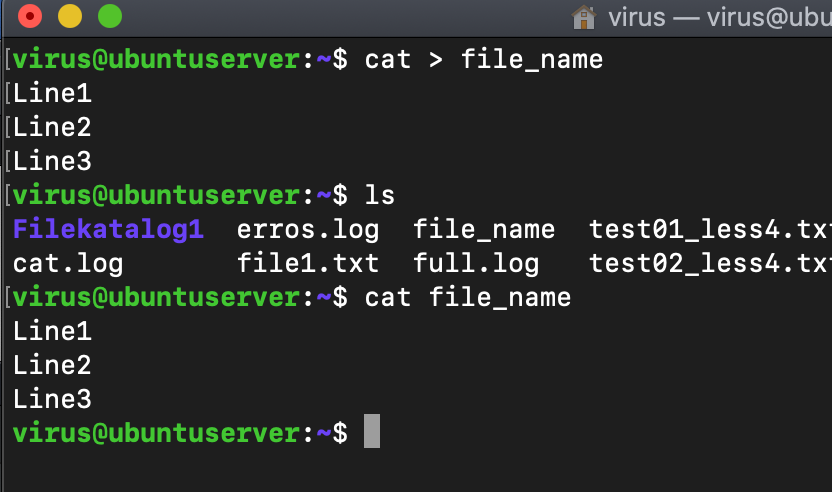 virus — virus@ubu
[virus@ubuntuserver:~$ cat > file_name
[Line1
[Line2
[Line3
[virus@ubuntuserver:~$ ls
Filekatalog1  erros.log  file_name  test01_less4.tx
cat.log       file1.txt  full.log   test02_less4.tx
[virus@ubuntuserver:~$ cat file_name
Line1
Line2
Line3
virus@ubuntuserver:~$